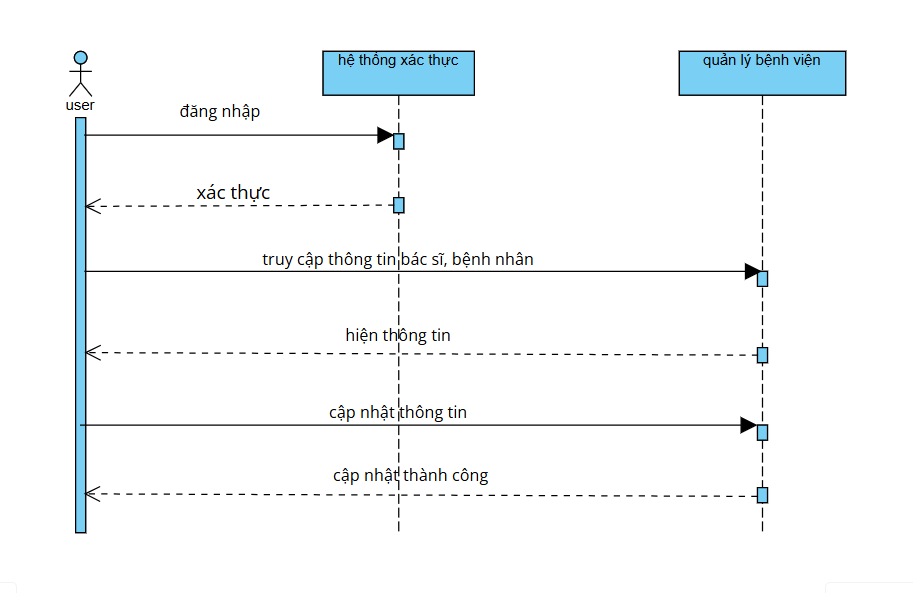 hệ thống xác thực
quản lý bệnh viện
user
đăng nhập
xác thực
truy cập thông tin bác sĩ, bệnh nhân
hiện thông tin
cập nhật thông tin
cập nhật thành công